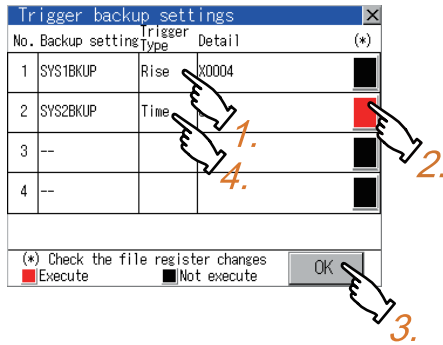 Trigger backup settings
No. Backup setting Trigger Type Detail (*)
1 SYS1BKUP Rise X0004
2 SYS2BKUP Time
3 --
4 --
1.
2.
4.
(*) Check the file register changes
Execute Not execute
OK
3.